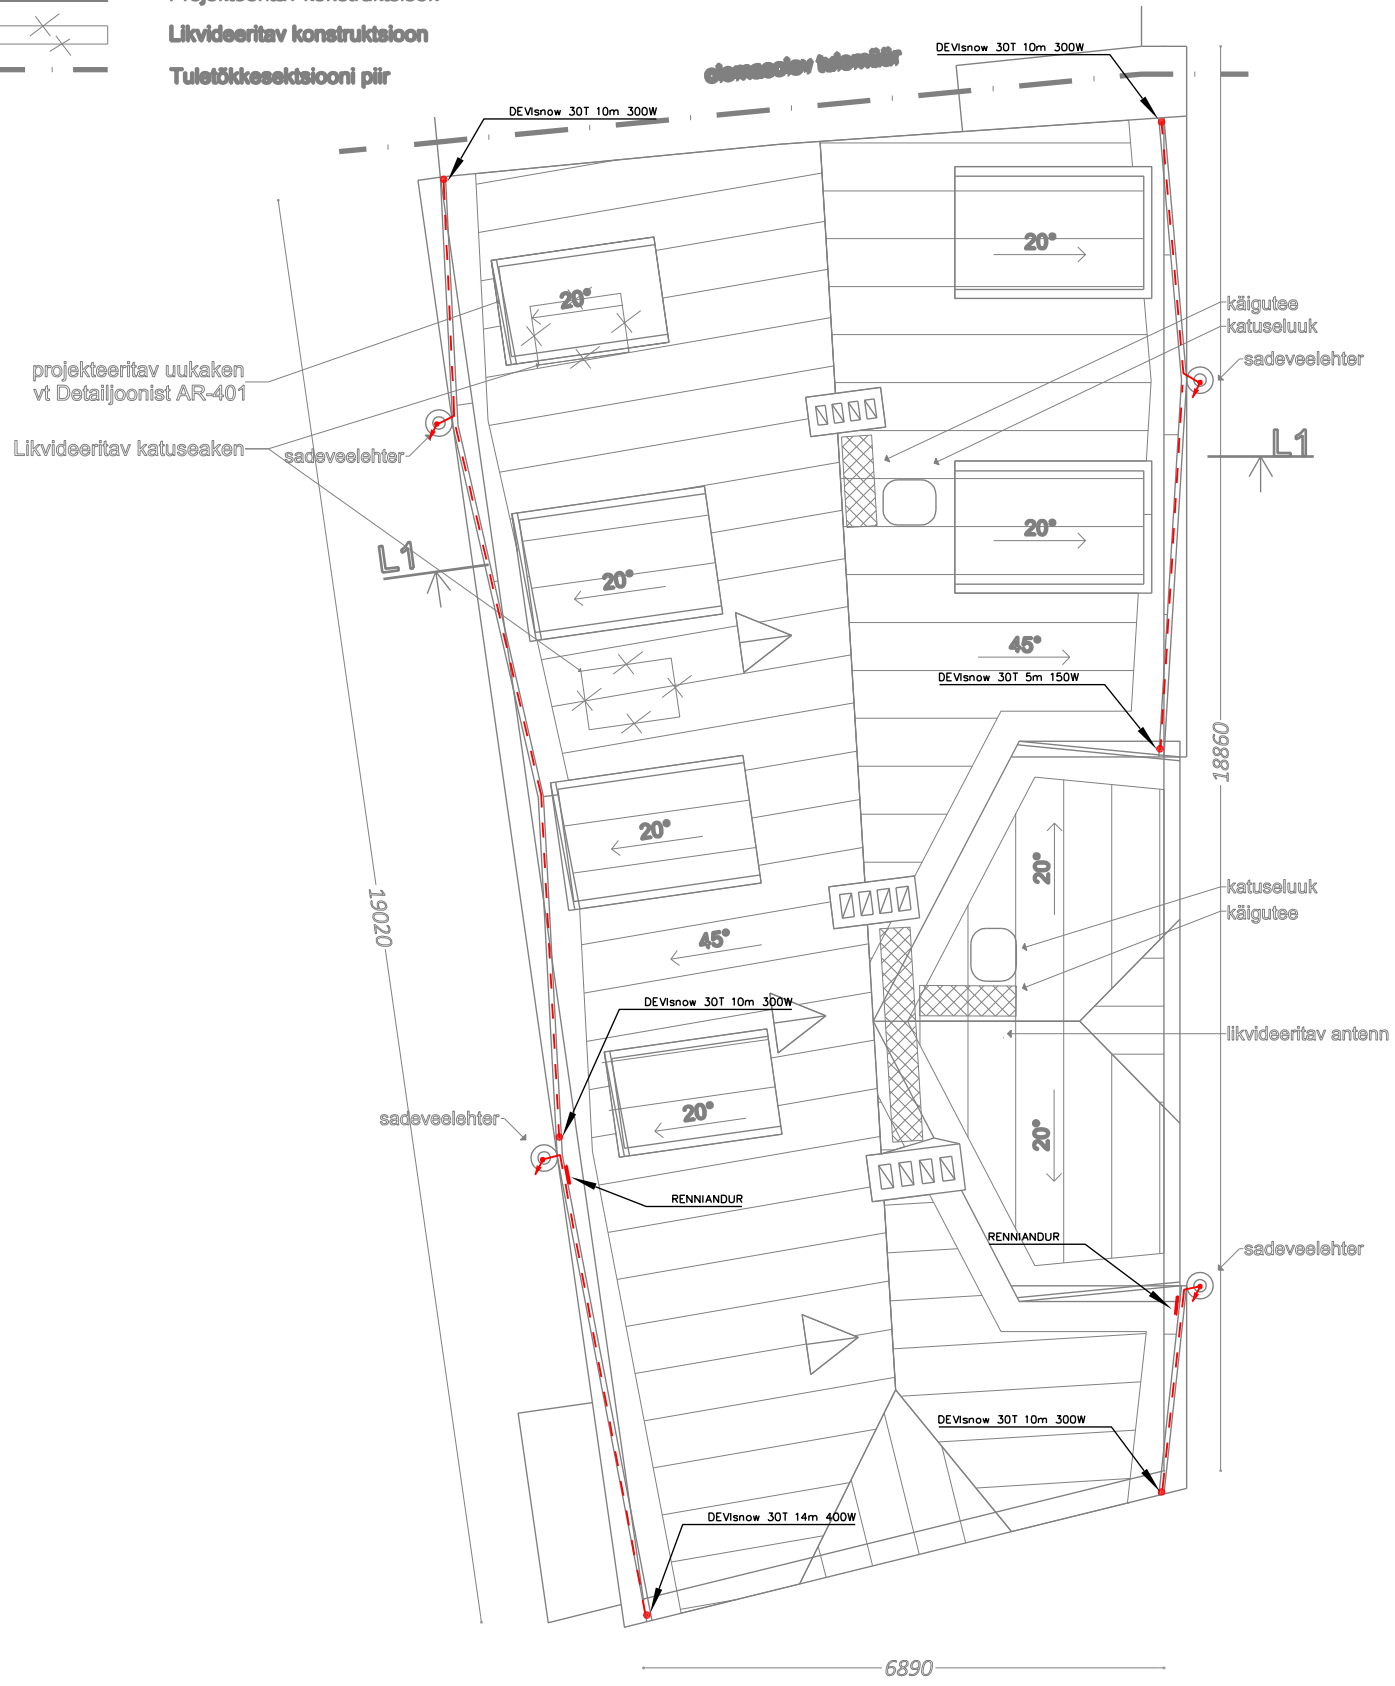 Likvideeritav konstruktsioon
Tuletõkkesektsiooni piir
olemasolev tulemüür
DEVIsnow 30T 10m 300W
DEVIsnow 30T 10m 300W
20°
20°
käigutee
katuseluuk
sadeveelehter
projekteeritav uukaken
vt Detailjoonist AR-401
Likvideeritav katuseaken
sadeveelehter
L1
L1
20°
20°
45°
DEVIsnow 30T 5m 150W
18860
20°
20°
katuseluuk
käigutee
19020
45°
DEVIsnow 30T 10m 300W
likvideeritav antenn
sadeveelehter
20°
20°
RENNIANDUR
RENNIANDUR
sadeveelehter
DEVIsnow 30T 10m 300W
DEVIsnow 30T 14m 400W
6890